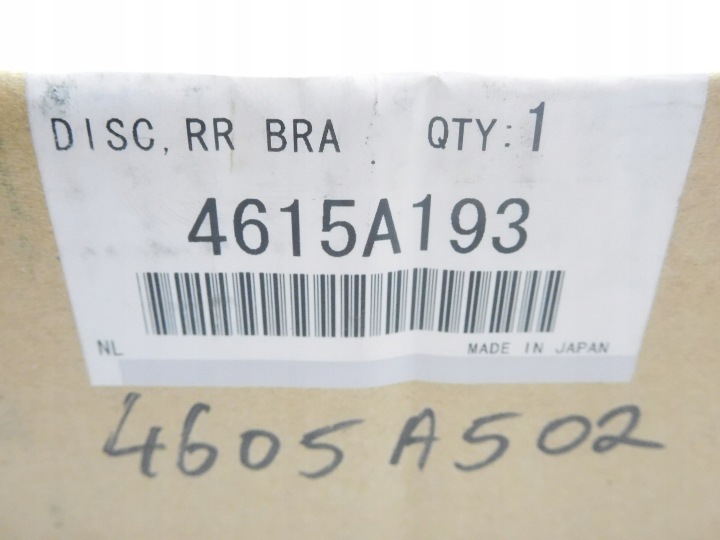 DISC, RR BRA QTY: 1
4615A193
NL MADE IN JAPAN
4605A502